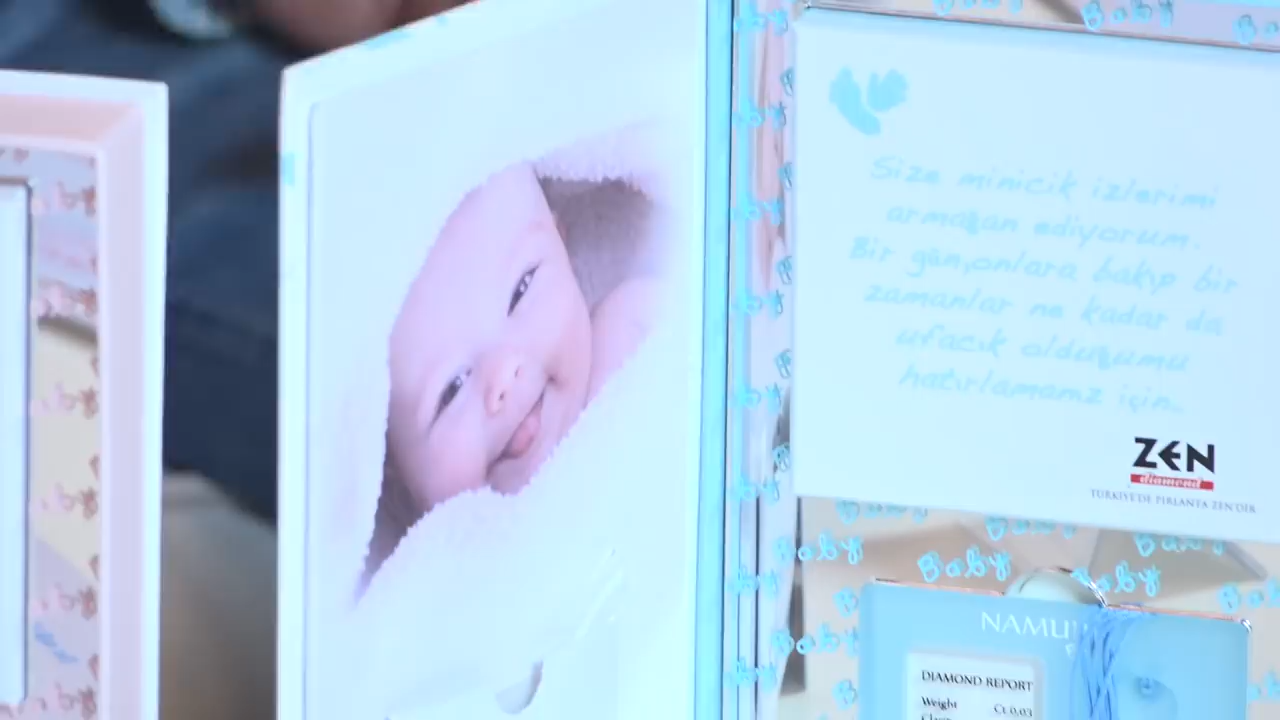 Size minicik izlerimi
armağan ediyorum.
Bir gün,onlara bakıp bir
zamanlar ne kadar da
ufacık olduğumu
hatırlamanız için.
ZEN
diamond
TÜRKİYE'DE PIRLANTA ZEN'DİR
Baby
Baby
Baby
Baby
DIAMOND REPORT
Weight Ct 0,03